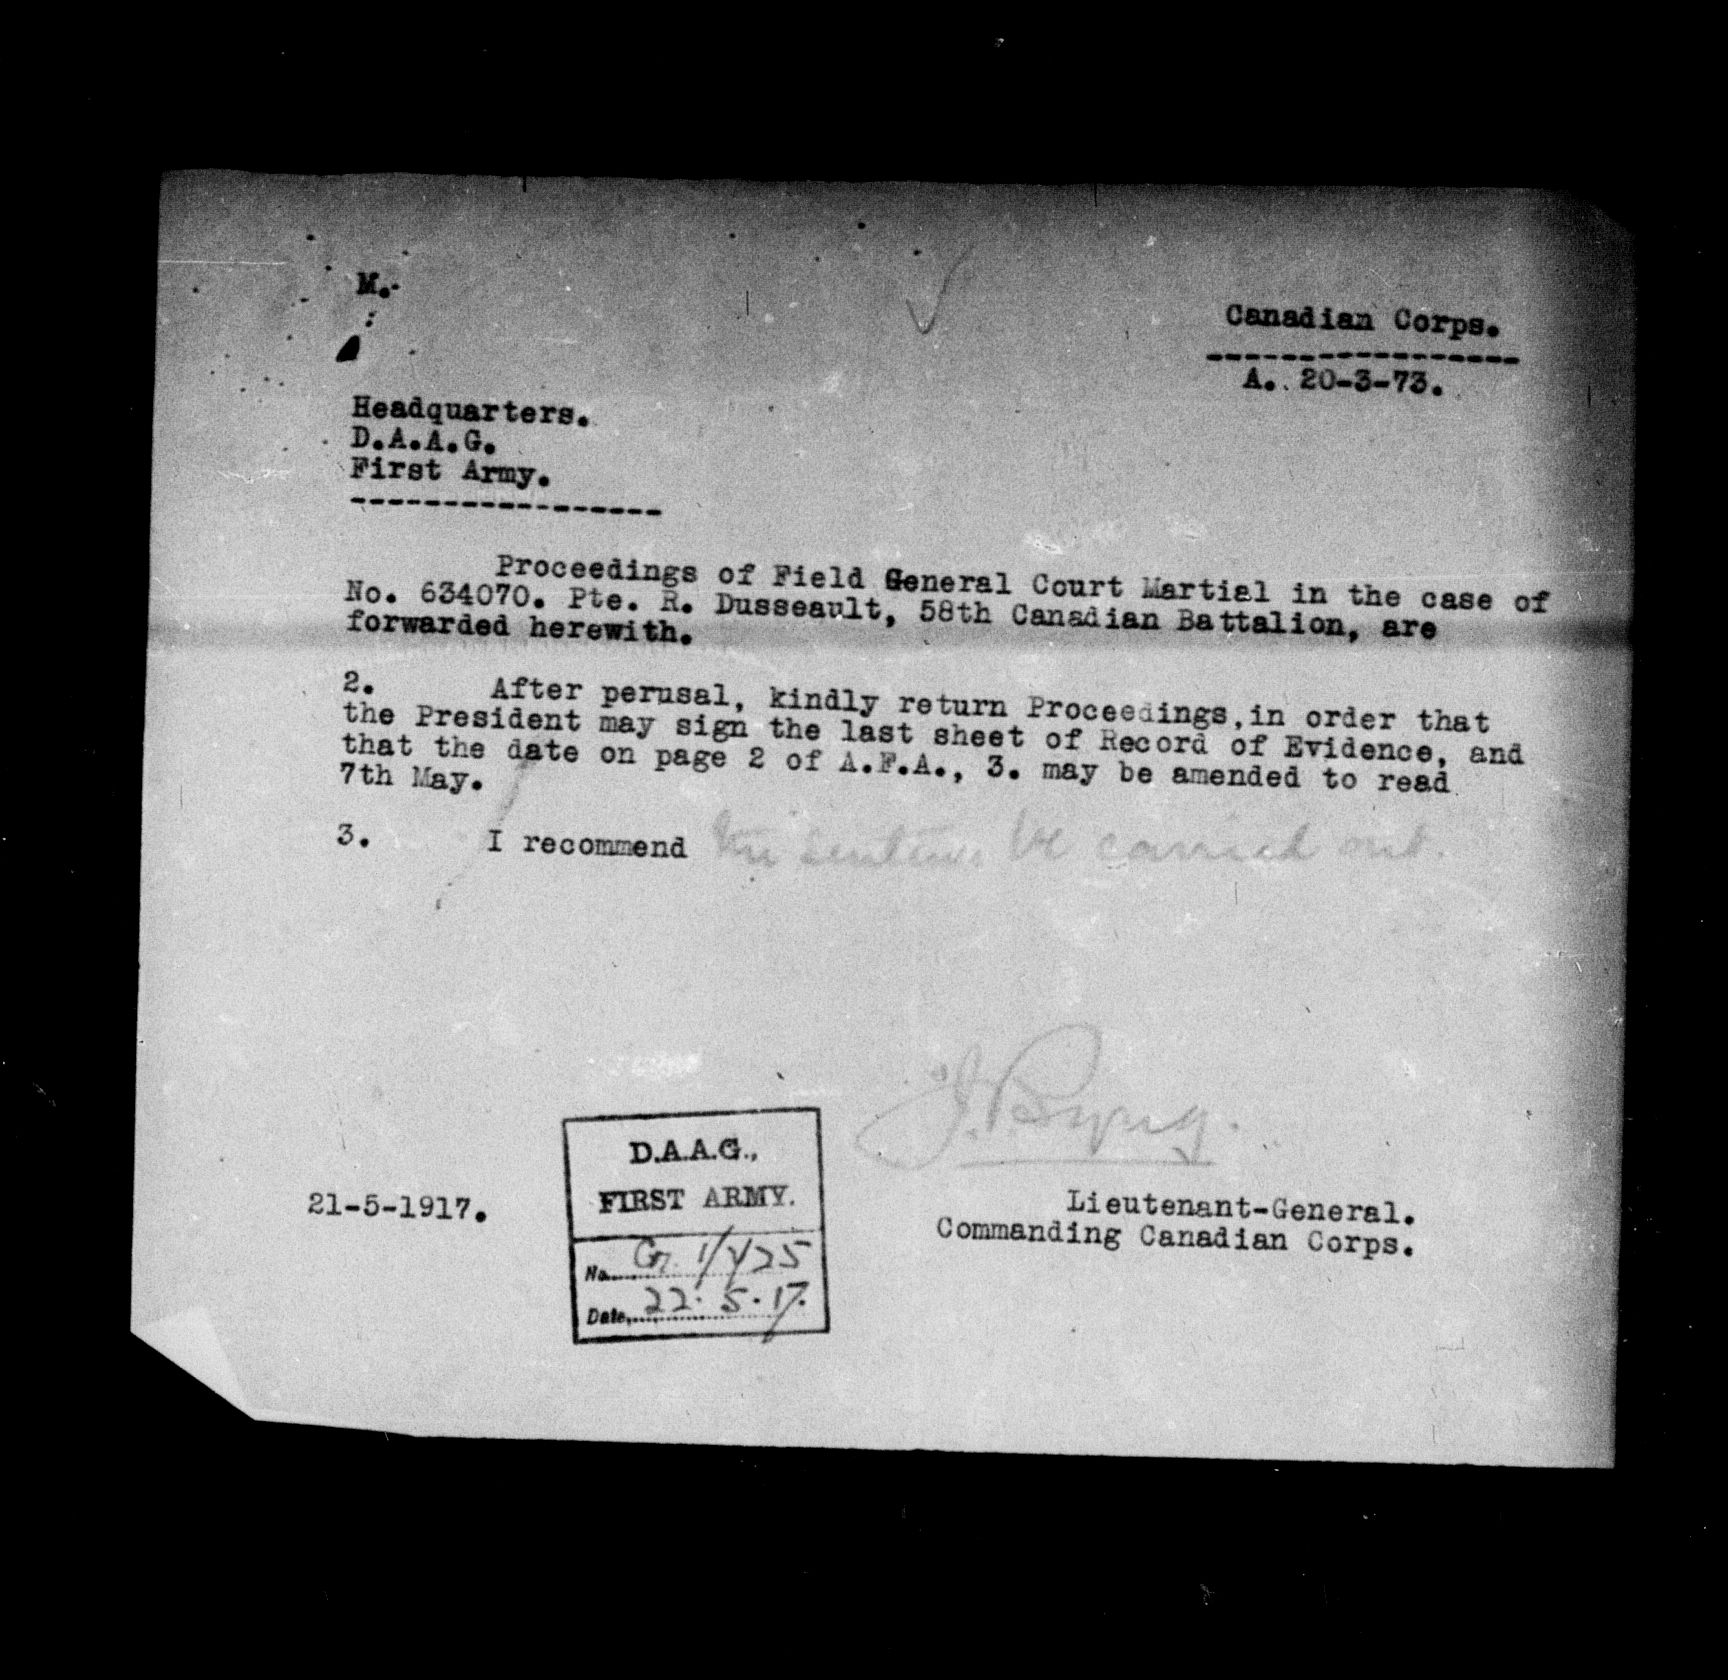 M.
Canadian Corps.
A. 20-3-73.
Headquarters.
D.A.A.G.
First Army.
Proceedings of Field General Court Martial in the case of
No. 634070. Pte. R. Dusseault, 58th Canadian Battalion, are
forwarded herewith.
2. After perusal, kindly return Proceedings,in order that
the President may sign the last sheet of Record of Evidence, and
that the date on page 2 of A.F.A., 3. may be amended to read
7th May.
3. I recommend the sentence be carried out.
J. Byng.
D.A.A.G.,
FIRST ARMY.
No. 
Date. 22.5.17.
21-5-1917.
Lieutenant-General.
Commanding Canadian Corps.